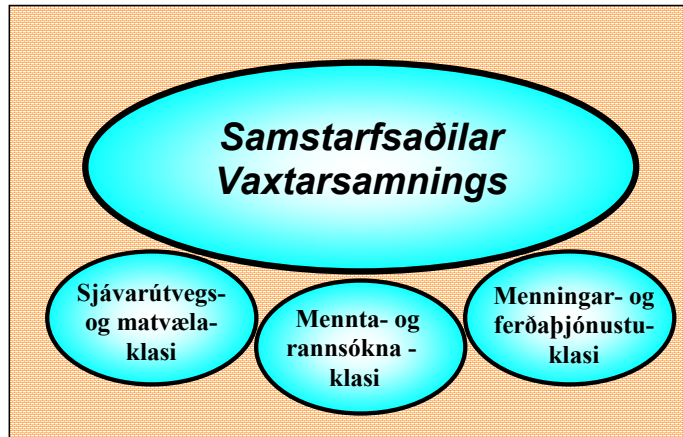 Samstarfsaðilar
Vaxtarsamnings
Sjávarútvegs-
og matvæla-
klasi
Mennta- og
rannsókna -
klasi
Menningar- og
ferðaþjónustu-
klasi